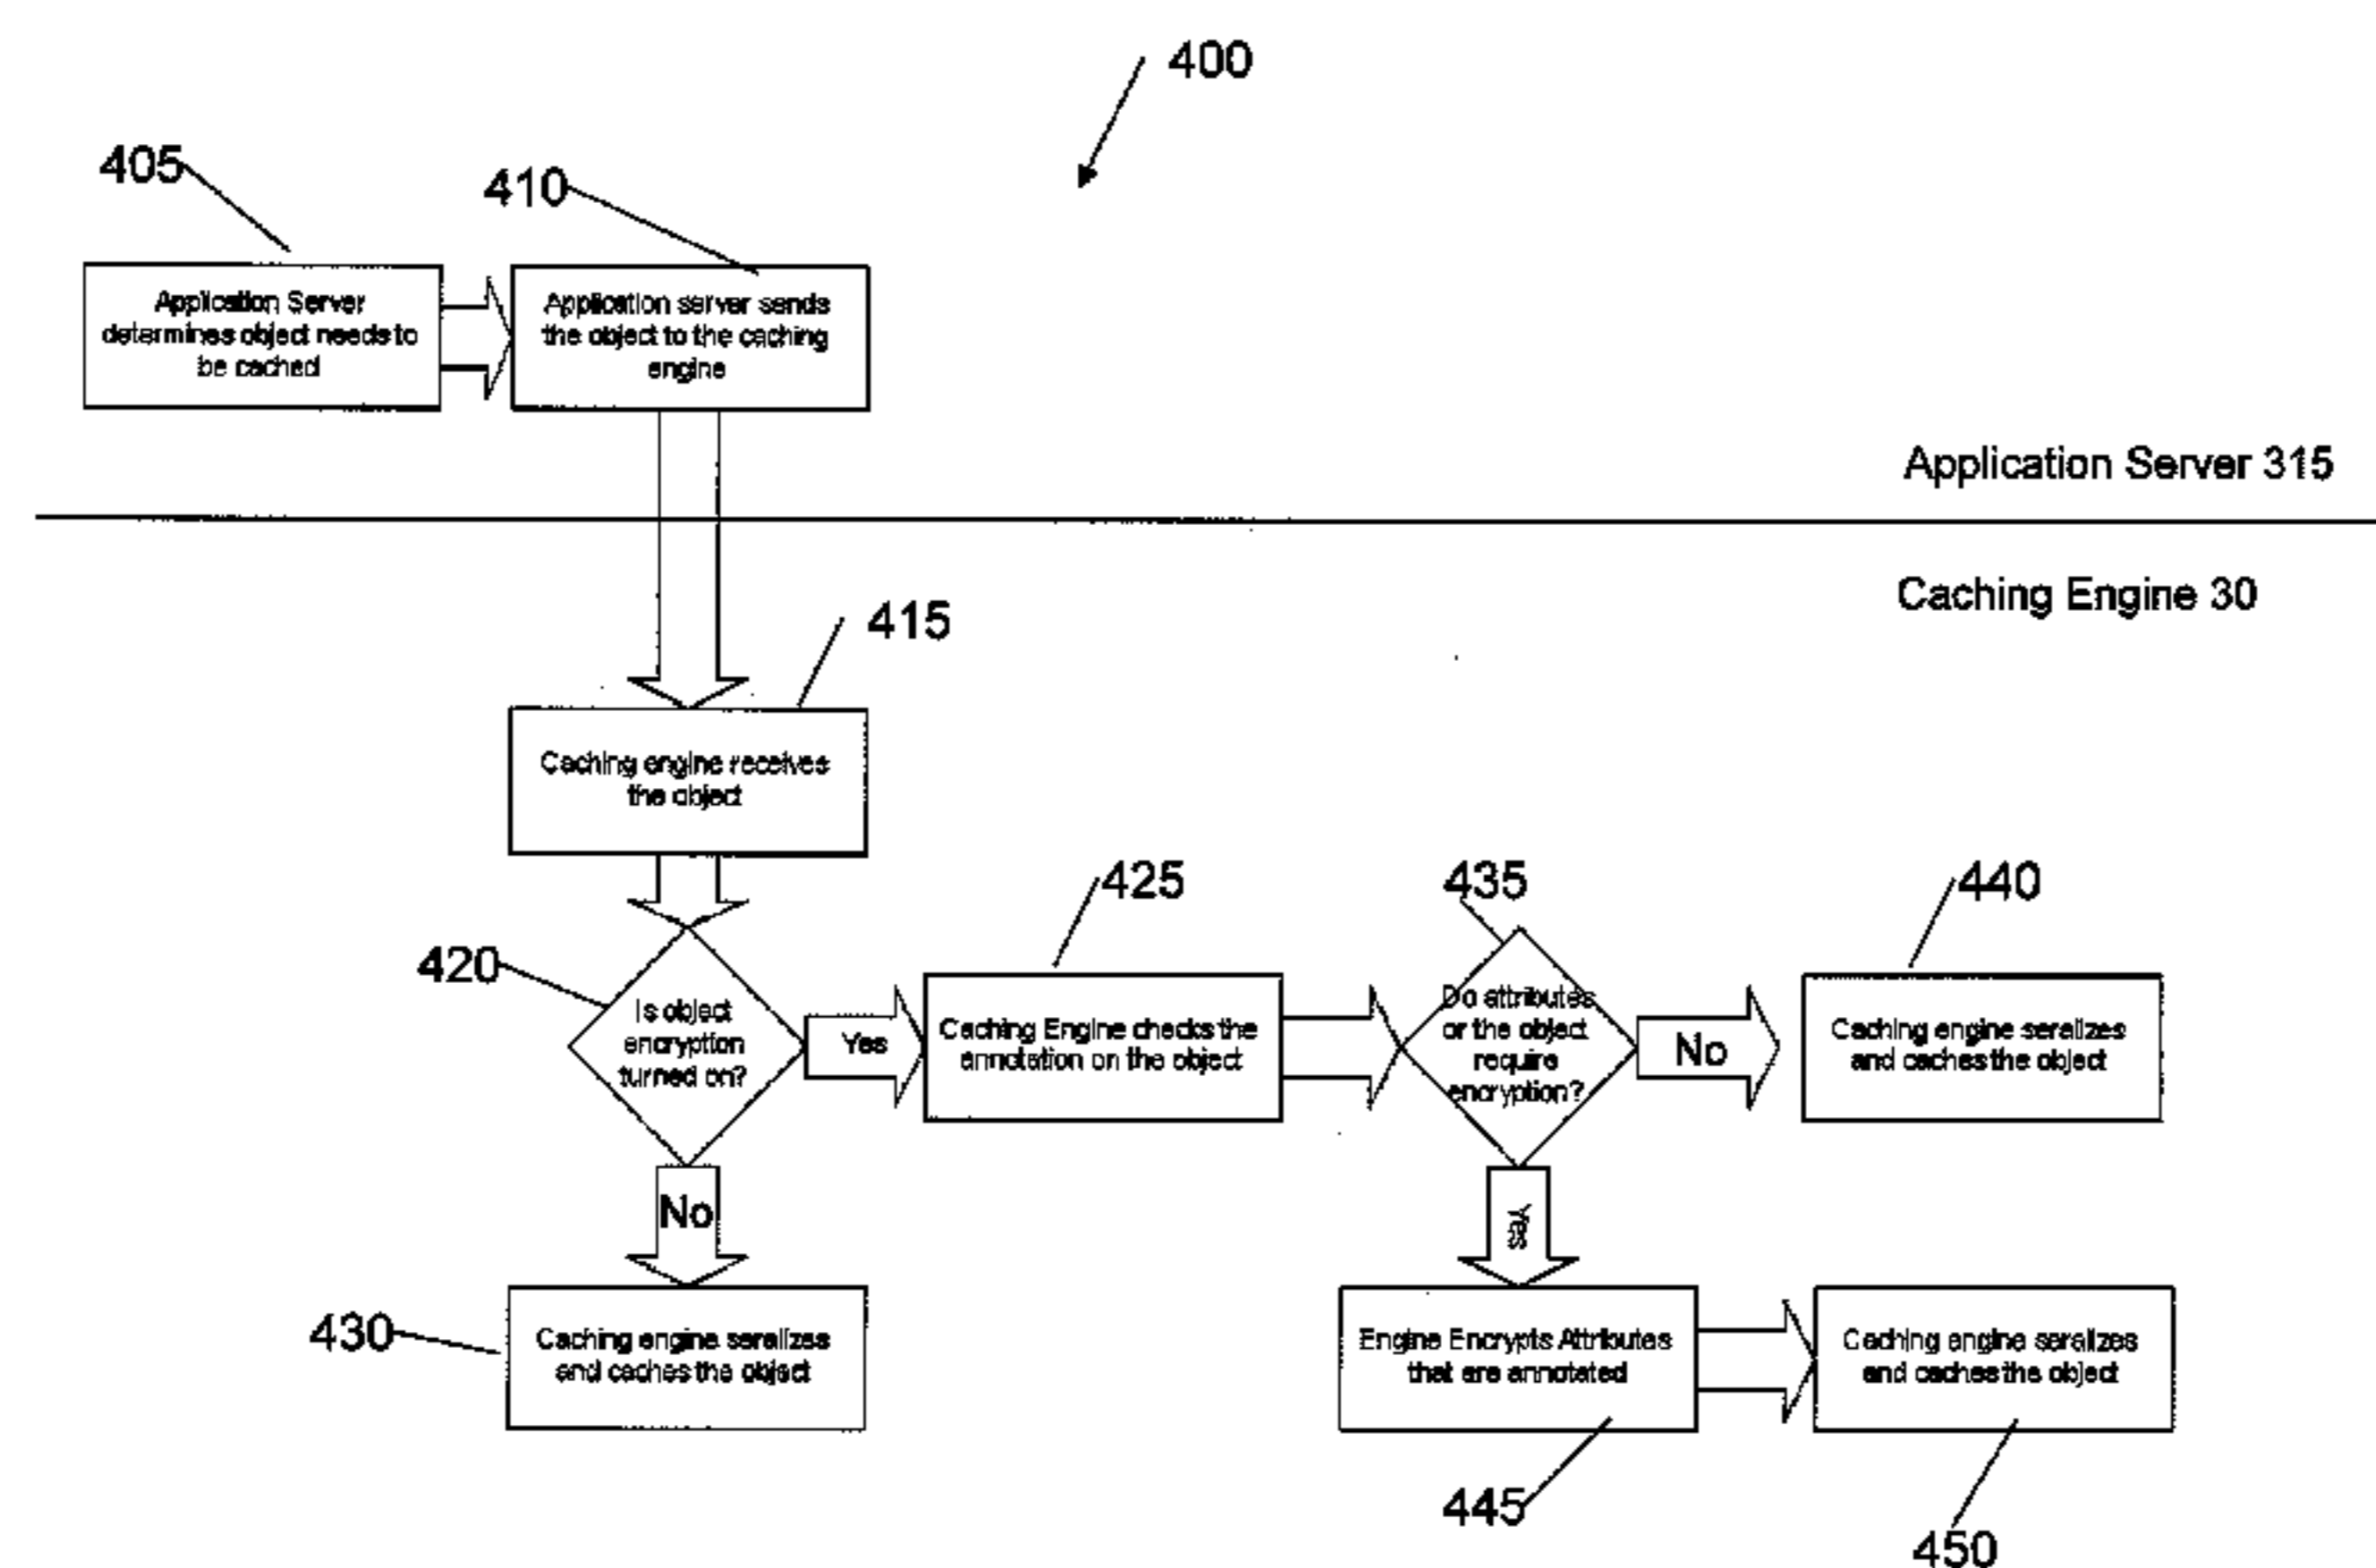 400
405
410
Application Server
determines object needs to
be cached
Application server sends
the object to the caching
engine
Application Server 315
Caching Engine 30
415
Caching engine receives
the object
425
435
440
420
Is object
encryption
turned on?
Yes
Caching Engine checks the
annotation on the object
Do attributes
or the object
require
encryption?
No
Caching engine seralizes
and caches the object
No
Yes
430
Caching engine seralizes
and caches the object
Engine Encrypts Attributes
that are annotated
Caching engine seralizes
and caches the object
445
450